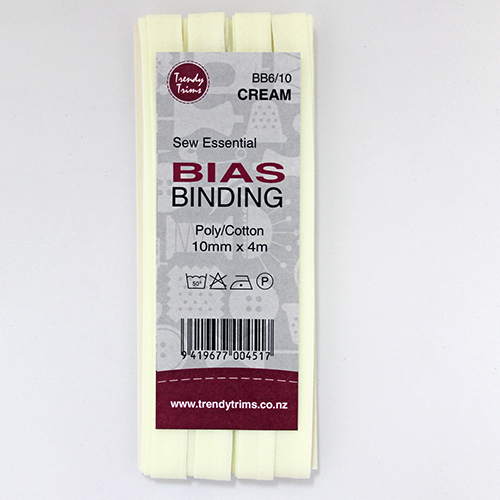 Trendy
Trims
BB6/10
CREAM
Sew Essential
BIAS
BINDING
Poly/Cotton
10mm x 4m
50°
P
9 419677 004517
www.trendytrims.co.nz